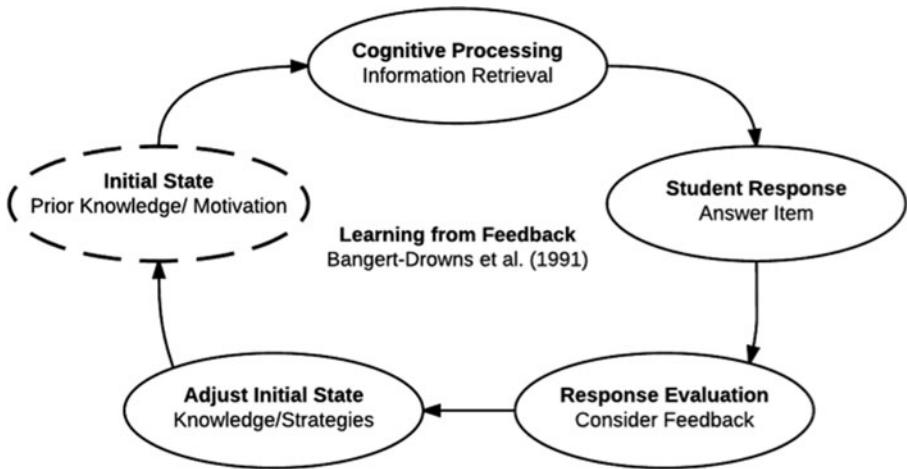 Cognitive Processing
Information Retrieval
Initial State
Prior Knowledge/ Motivation
Student Response
Answer Item
Learning from Feedback
Bangert-Drowns et al. (1991)
Adjust Initial State
Knowledge/Strategies
Response Evaluation
Consider Feedback